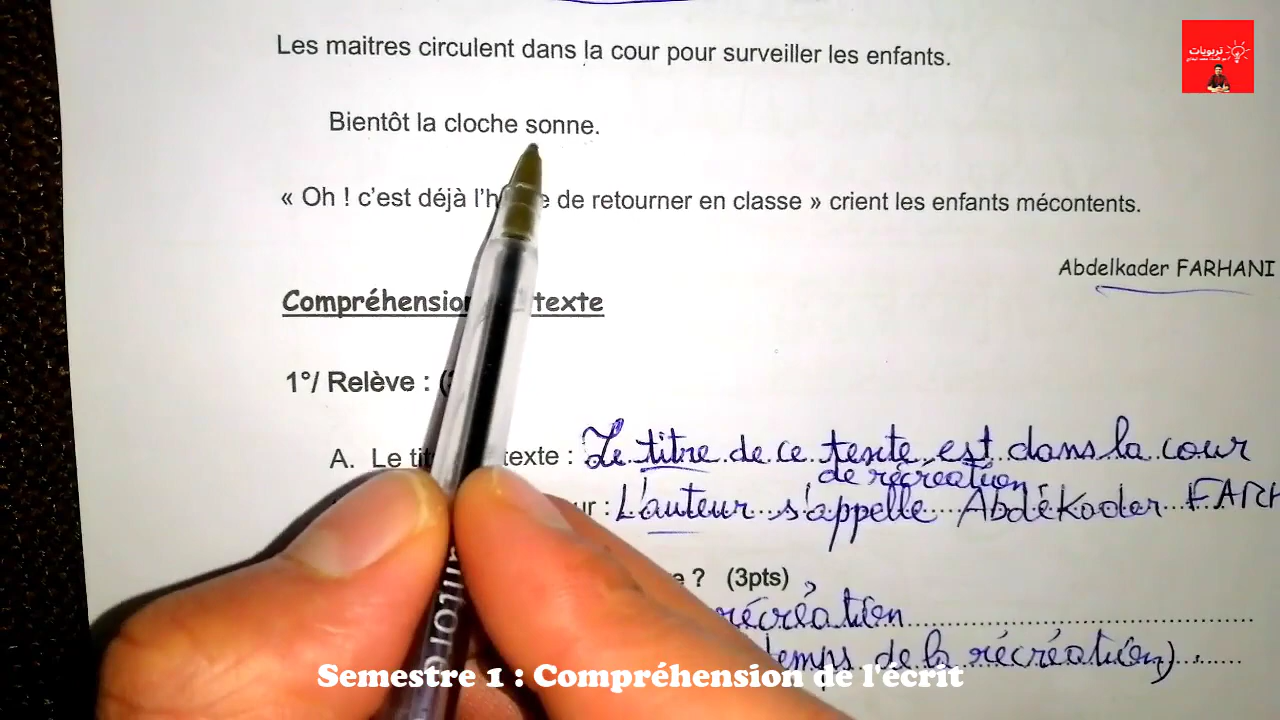 Les maitres circulent dans la cour pour surveiller les enfants.
تربويات
Bientôt la cloche sonne.
« Oh ! c'est déjà l'h e de retourner en classe » crient les enfants mécontents.
Abdelkader FARHANI
Compréhension texte
1°/ Relève :
A. Le tit texte : Le titre de ce texte est dans la cour
de récréation
ur : L'auteur s'appelle Abdékader FARH
e ? (3pts)
récréation
temps de la récréation).
Semestre 1 : Compréhension de l'écrit